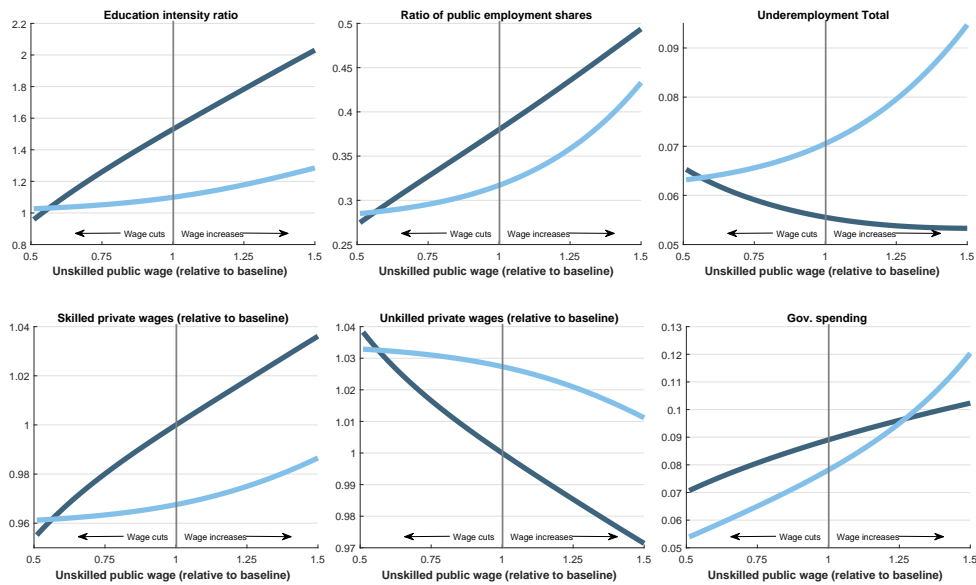 Education intensity ratio
2.2
2
1.8
1.6
1.4
1.2
1
0.8
Wage cuts
Wage increases
0.5
0.75
1
1.25
1.5
Unskilled public wage (relative to baseline)
Ratio of public employment shares
0.5
0.45
0.4
0.35
0.3
0.25
Wage cuts
Wage increases
0.5
0.75
1
1.25
1.5
Unskilled public wage (relative to baseline)
Underemployment Total
0.09
0.08
0.07
0.06
0.05
Wage cuts
Wage increases
0.5
0.75
1
1.25
1.5
Unskilled public wage (relative to baseline)
Skilled private wages (relative to baseline)
1.04
1.02
1
0.98
0.96
Wage cuts
Wage increases
0.5
0.75
1
1.25
1.5
Unskilled public wage (relative to baseline)
Unkilled private wages (relative to baseline)
1.04
1.03
1.02
1.01
1
0.99
0.98
0.97
Wage cuts
Wage increases
0.5
0.75
1
1.25
1.5
Unskilled public wage (relative to baseline)
Gov. spending
0.13
0.12
0.11
0.1
0.09
0.08
0.07
0.06
0.05
Wage cuts
Wage increases
0.5
0.75
1
1.25
1.5
Unskilled public wage (relative to baseline)